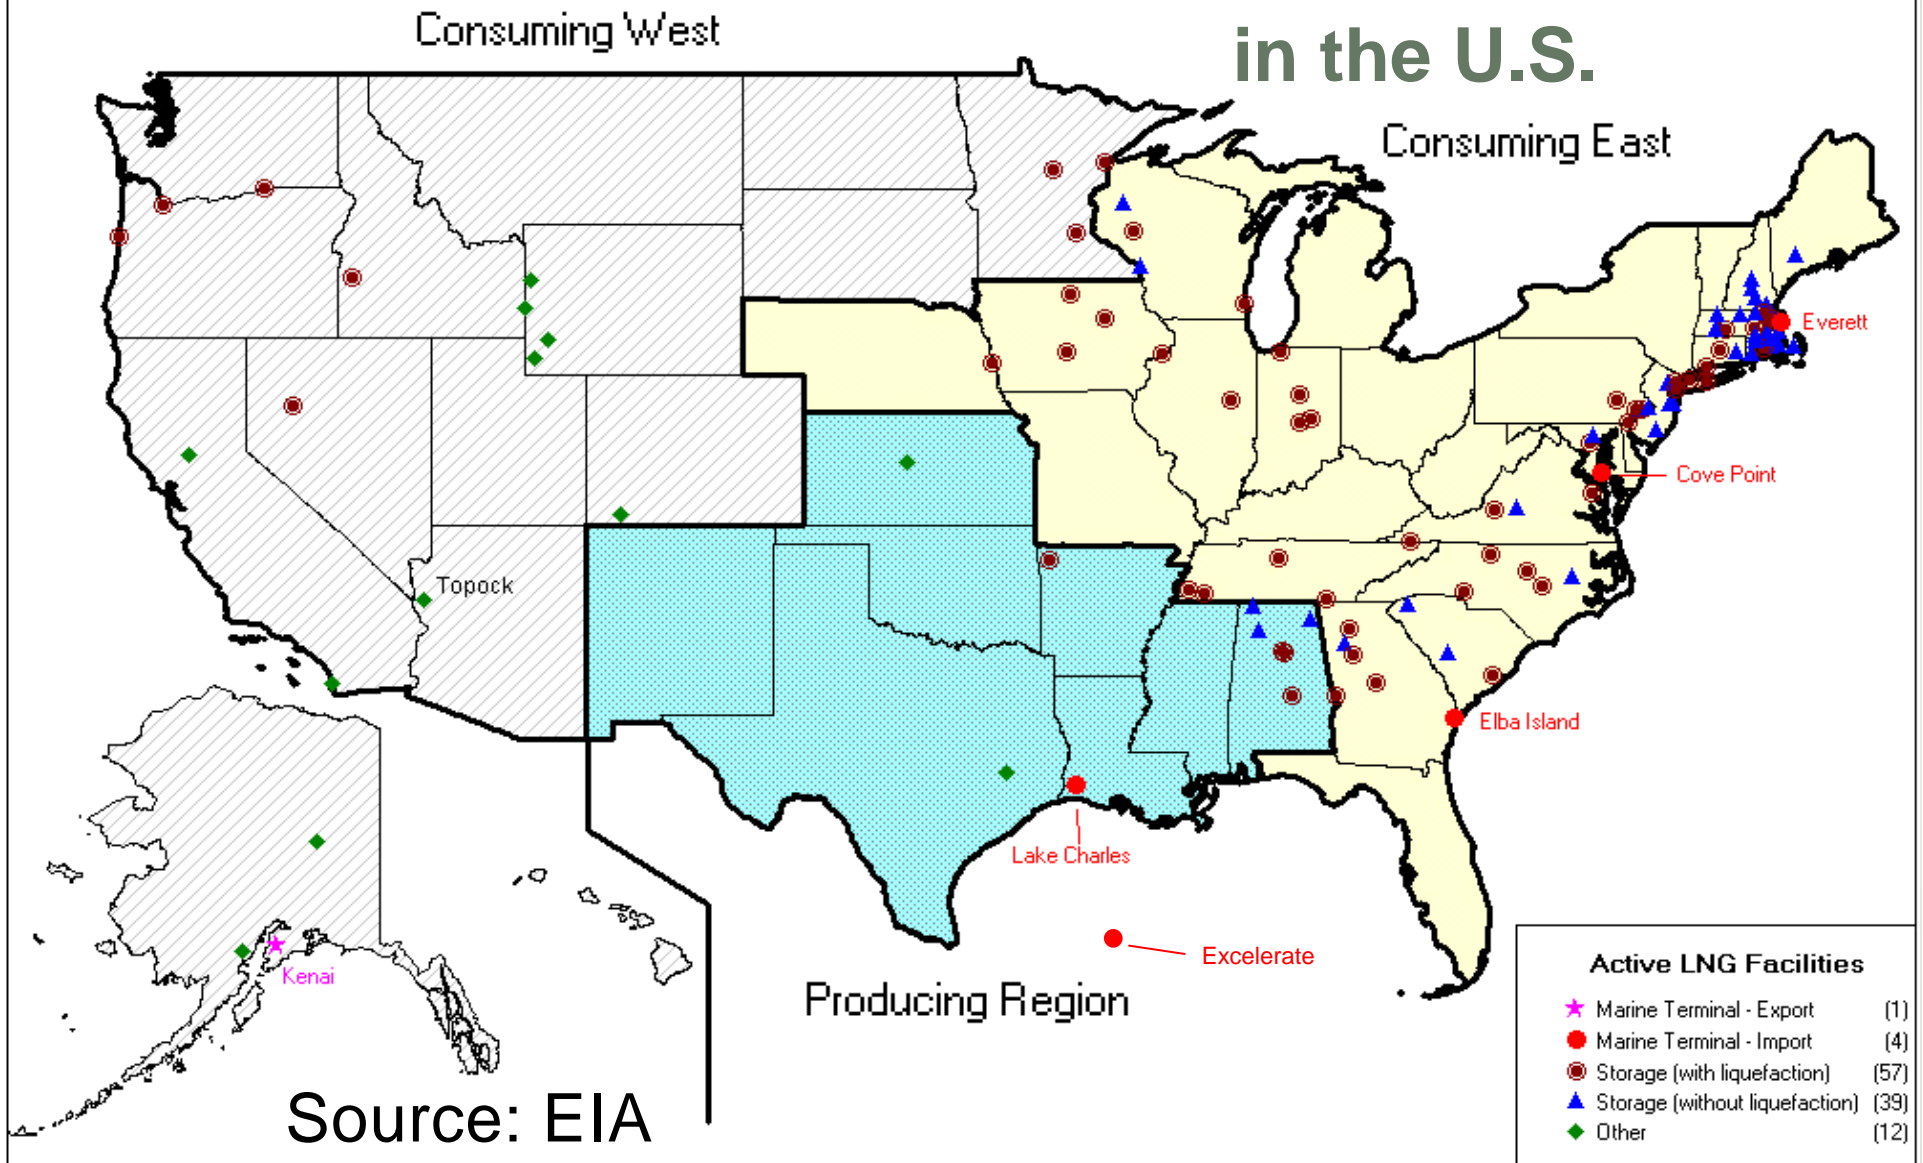 Consuming West
in the U.S.
Consuming East
Everett
Cove Point
Topock
Elba Island
Lake Charles
Excelerate
Kenai
Producing Region
Source: EIA
Active LNG Facilities
Marine Terminal - Export (1)
Marine Terminal - Import (4)
Storage (with liquefaction) (57)
Storage (without liquefaction) (39)
Other (12)